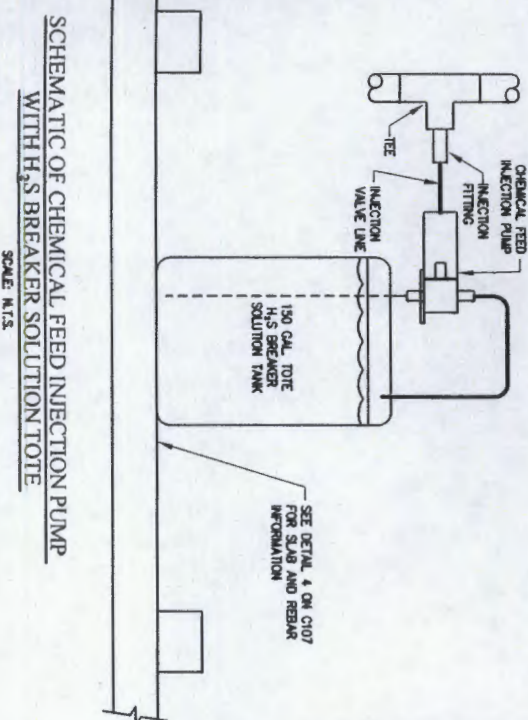 CHEMICAL FEED
INJECTION PUMP
INJECTION
FITTING
TEE
INJECTION
VALVE LINE
150 GAL TOTE
H₂S BREAKER
SOLUTION TANK
SEE DETAIL 4 ON C107
FOR SLAB AND REBAR
INFORMATION
SCHEMATIC OF CHEMICAL FEED INJECTION PUMP
WITH H₂S BREAKER SOLUTION TOTE
SCALE: N.T.S.